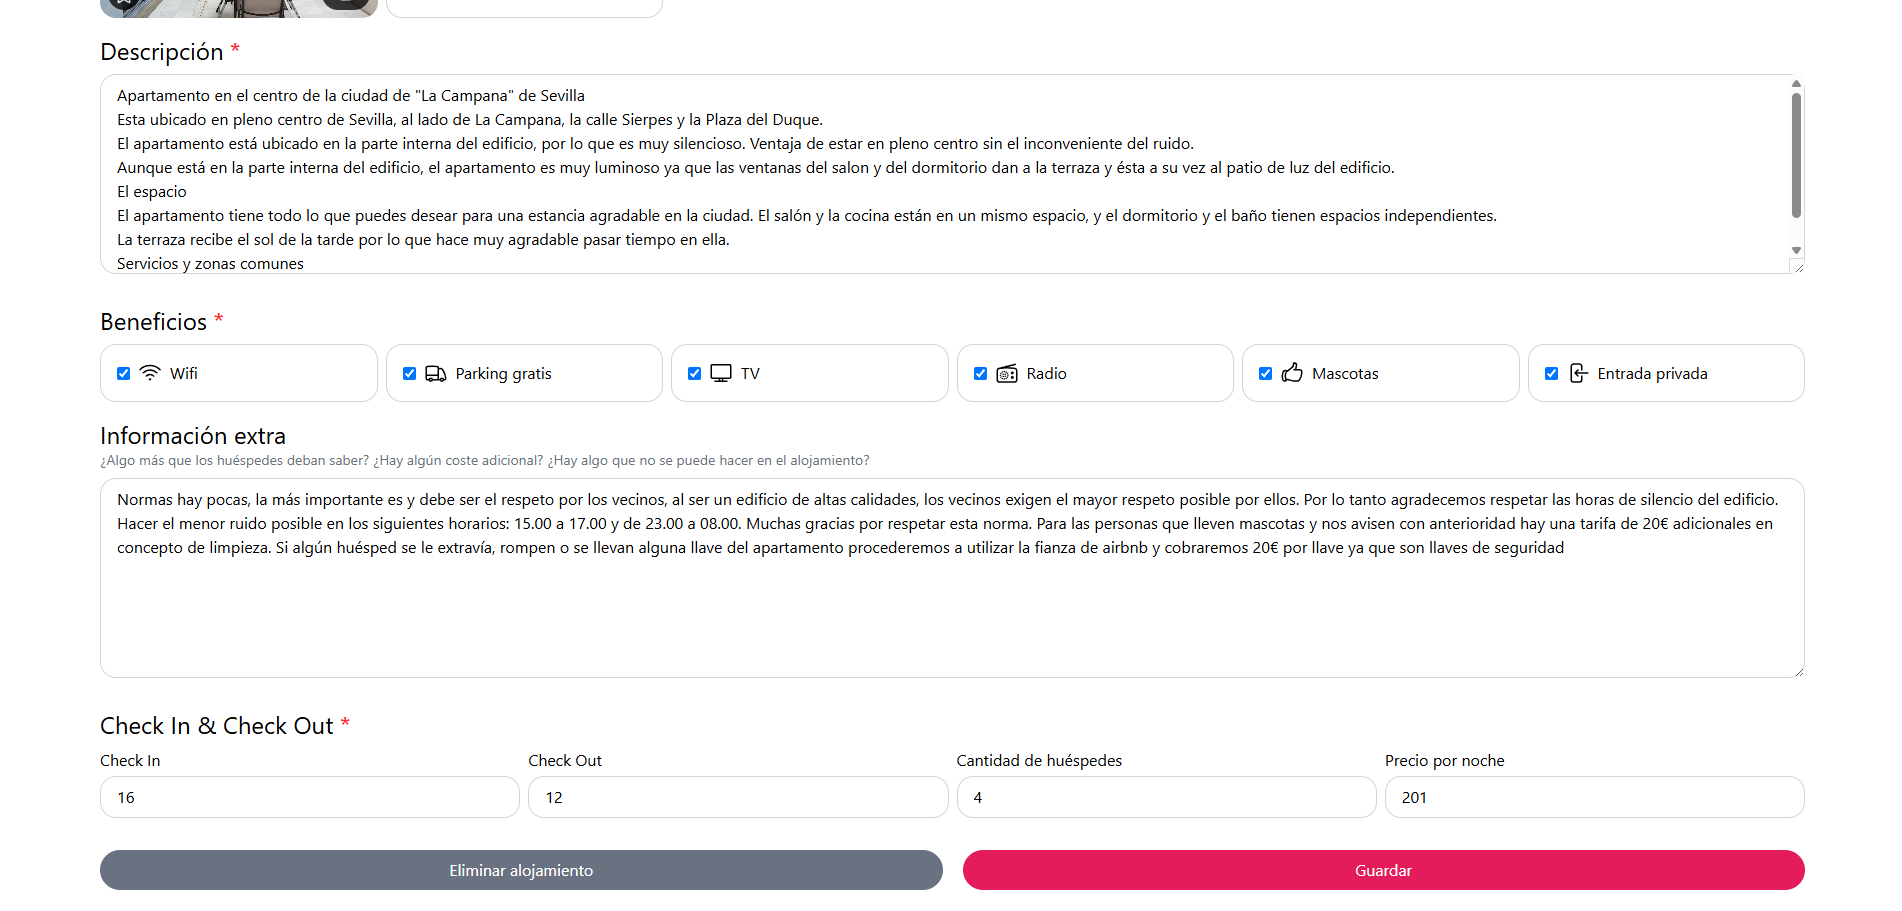 Descripción *
Apartamento en el centro de la ciudad de "La Campana" de Sevilla
Esta ubicado en pleno centro de Sevilla, al lado de La Campana, la calle Sierpes y la Plaza del Duque.
El apartamento está ubicado en la parte interna del edificio, por lo que es muy silencioso. Ventaja de estar en pleno centro sin el inconveniente del ruido.
Aunque está en la parte interna del edificio, el apartamento es muy luminoso ya que las ventanas del salon y del dormitorio dan a la terraza y ésta a su vez al patio de luz del edificio.
El espacio
El apartamento tiene todo lo que puedes desear para una estancia agradable en la ciudad. El salón y la cocina están en un mismo espacio, y el dormitorio y el baño tienen espacios independientes.
La terraza recibe el sol de la tarde por lo que hace muy agradable pasar tiempo en ella.
Servicios y zonas comunes
Beneficios *
Wifi
Parking gratis
TV
Radio
Mascotas
Entrada privada
Información extra
¿Algo más que los huéspedes deban saber? ¿Hay algún coste adicional? ¿Hay algo que no se puede hacer en el alojamiento?
Normas hay pocas, la más importante es y debe ser el respeto por los vecinos, al ser un edificio de altas calidades, los vecinos exigen el mayor respeto posible por ellos. Por lo tanto agradecemos respetar las horas de silencio del edificio.
Hacer el menor ruido posible en los siguientes horarios: 15.00 a 17.00 y de 23.00 a 08.00. Muchas gracias por respetar esta norma. Para las personas que lleven mascotas y nos avisen con anterioridad hay una tarifa de 20€ adicionales en
concepto de limpieza. Si algún huésped se le extravía, rompen o se llevan alguna llave del apartamento procederemos a utilizar la fianza de airbnb y cobraremos 20€ por llave ya que son llaves de seguridad
Check In & Check Out *
Check In
Check Out
Cantidad de huéspedes
Precio por noche
16
12
4
201
Eliminar alojamiento
Guardar